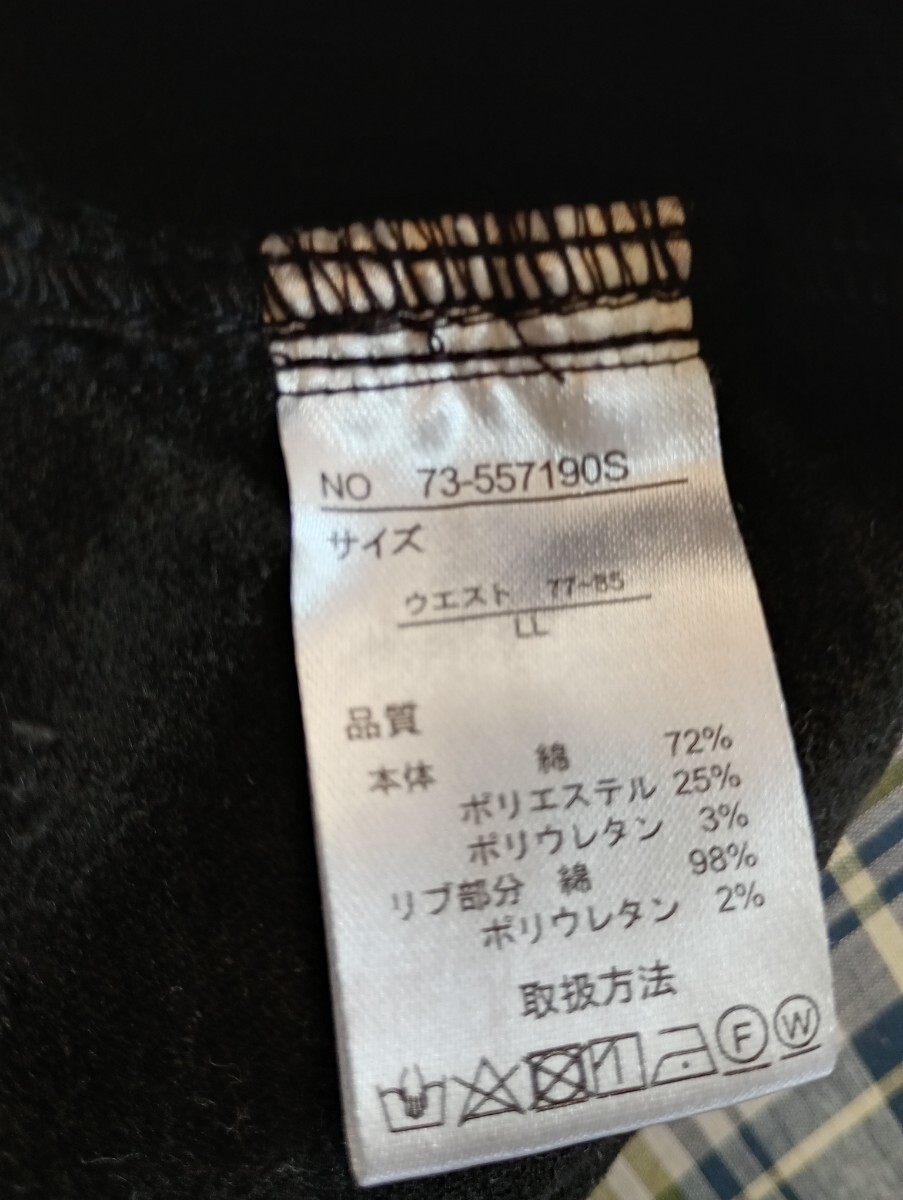 NO 73-557190S
サイズ
ウエスト 77~85
LL
品質
本体 綿 72%
ポリエステル 25%
ポリウレタン 3%
リブ部分 綿 98%
ポリウレタン 2%
取扱方法
F W